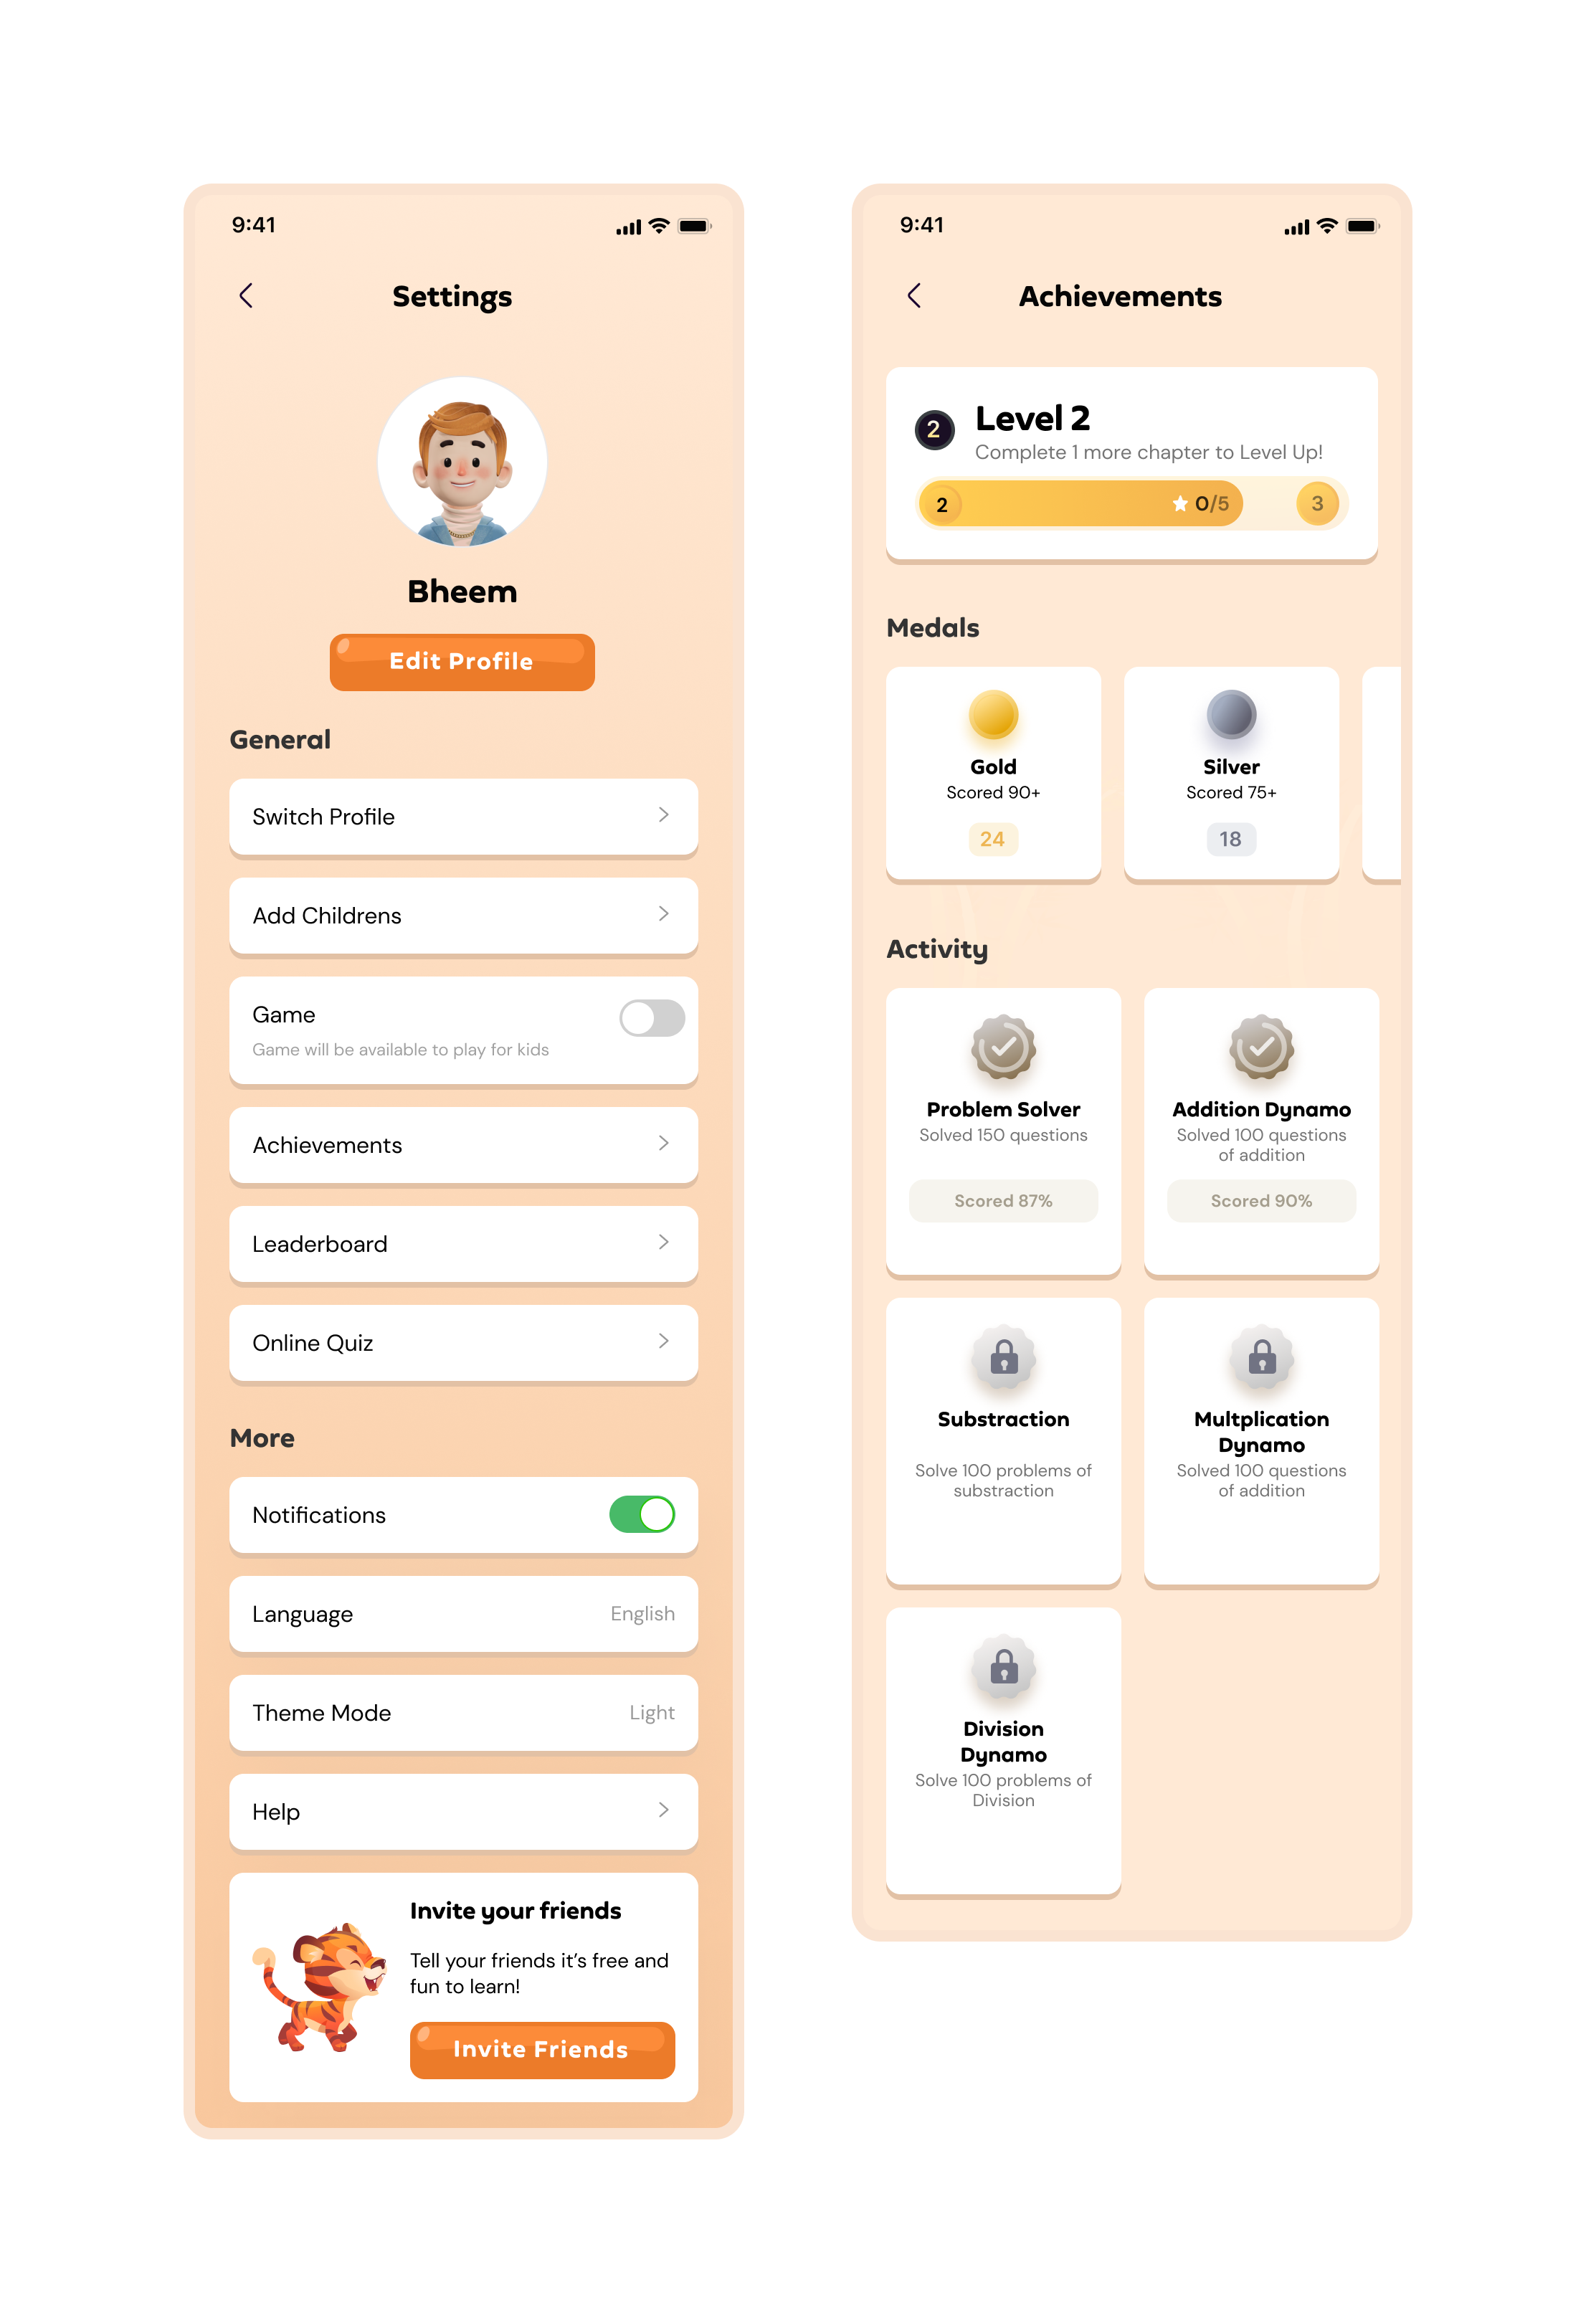 9:41
Settings
Bheem
Edit Profile
General
Switch Profile
Add Childrens
Game
Game will be available to play for kids
Achievements
Leaderboard
Online Quiz
More
Notifications
Language English
Theme Mode Light
Help
Invite your friends
Tell your friends it's free and
fun to learn!
Invite Friends
9:41
Achievements
2
Level 2
Complete 1 more chapter to Level Up!
2 0/5 3
Medals
Gold
Scored 90+
24
Silver
Scored 75+
18
Activity
Problem Solver
Solved 150 questions
Scored 87%
Addition Dynamo
Solved 100 questions
of addition
Scored 90%
Substraction
Solve 100 problems of
substraction
Multplication
Dynamo
Solved 100 questions
of addition
Division
Dynamo
Solve 100 problems of
Division